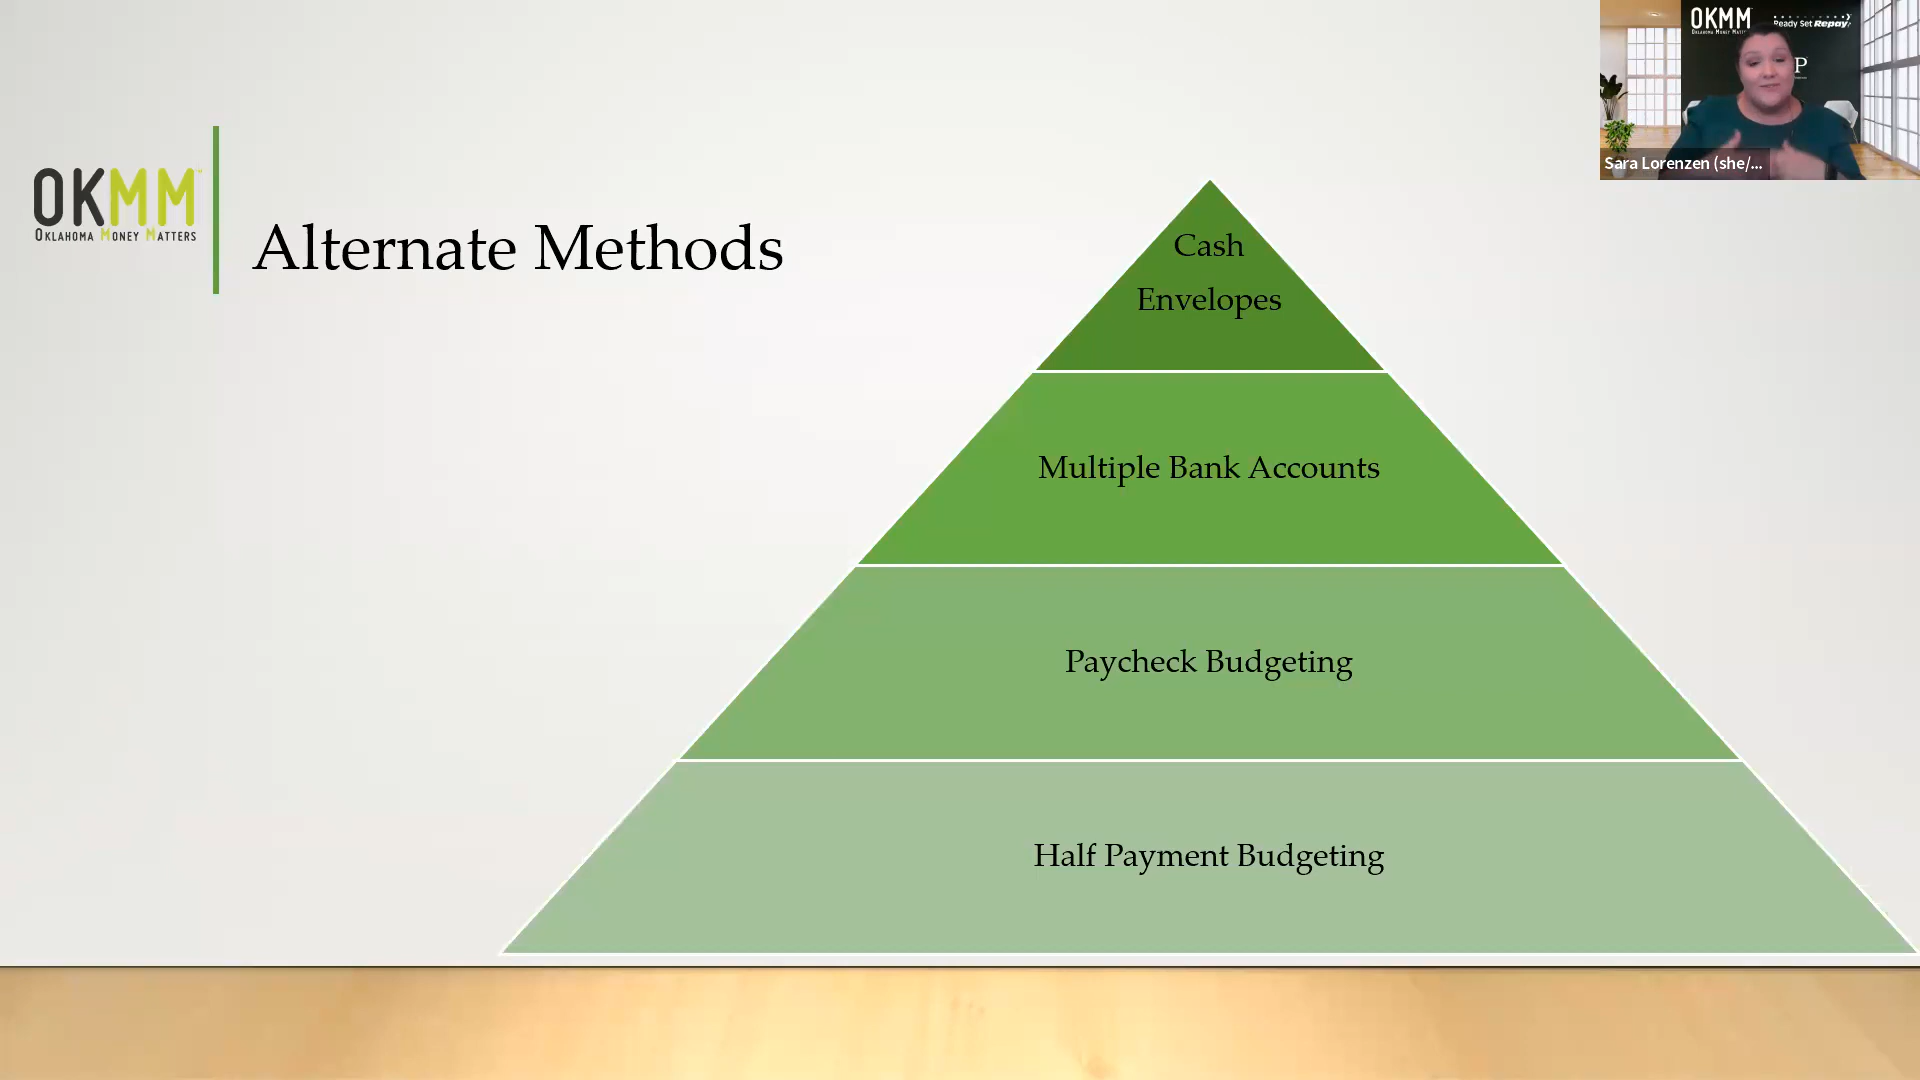 OKMM
Oklahoma Money Matters
Alternate Methods
Cash
Envelopes
Multiple Bank Accounts
Paycheck Budgeting
Half Payment Budgeting
OKMM
Ready Set Repay
P
Sara Lorenzen (she/...